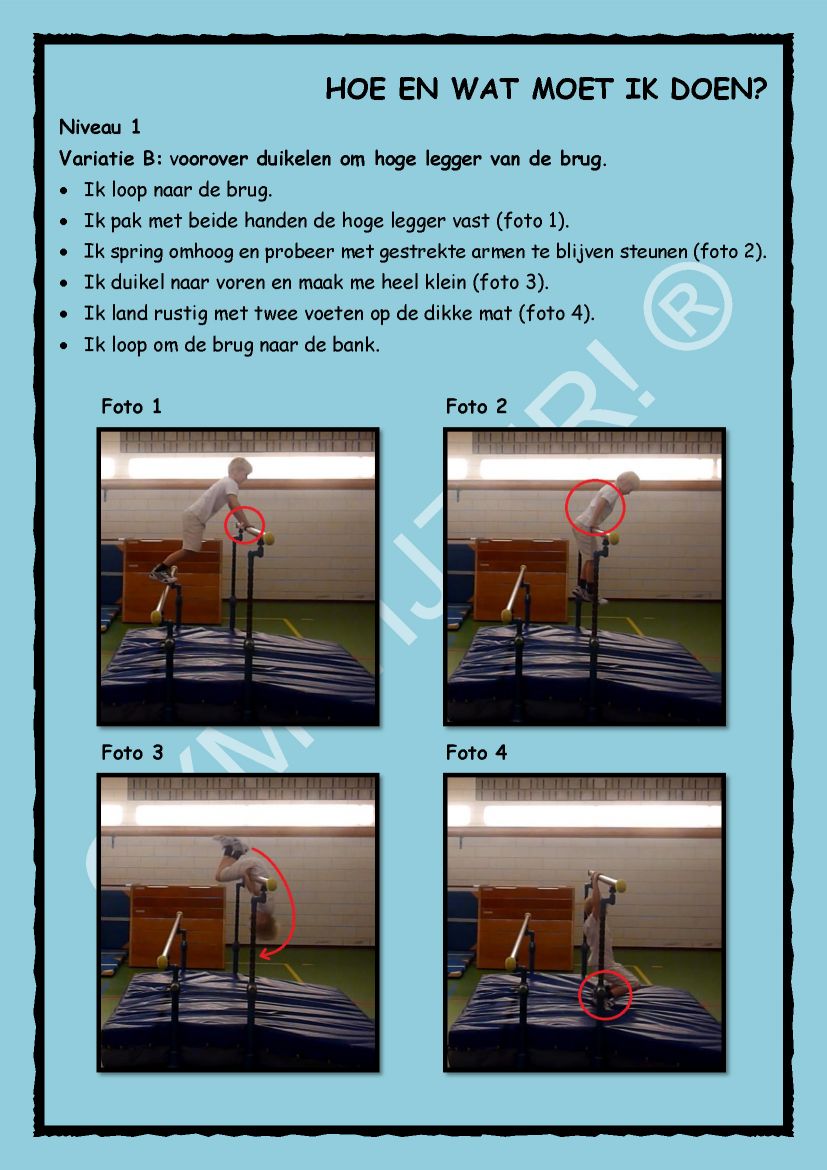 HOE EN WAT MOET IK DOEN?
Niveau 1
Variatie B: voorover duikelen om hoge legger van de brug.
• Ik loop naar de brug.
• Ik pak met beide handen de hoge legger vast (foto 1).
• Ik spring omhoog en probeer met gestrekte armen te blijven steunen (foto 2).
• Ik duikel naar voren en maak me heel klein (foto 3).
• Ik land rustig met twee voeten op de dikke mat (foto 4).
• Ik loop om de brug naar de bank.
Foto 1
Foto 2
Foto 3
Foto 4